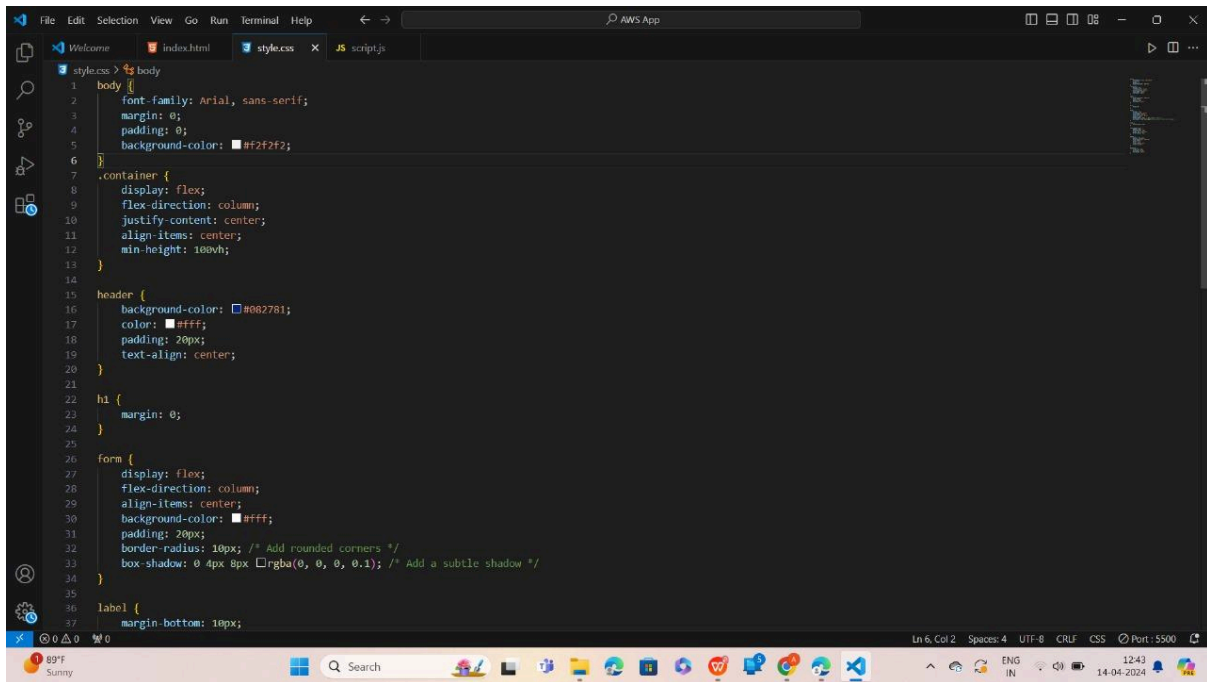 File Edit Selection View Go Run Terminal Help AWS App
Welcome index.html style.css JS script.js
style.css > body
1 body {
2 font-family: Arial, sans-serif;
3 margin: 0;
4 padding: 0;
5 background-color: #f2f2f2;
6 }
7 .container {
8 display: flex;
9 flex-direction: column;
10 justify-content: center;
11 align-items: center;
12 min-height: 100vh;
13 }
14
15 header {
16 background-color: #082781;
17 color: #fff;
18 padding: 20px;
19 text-align: center;
20 }
21
22 h1 {
23 margin: 0;
24 }
25
26 form {
27 display: flex;
28 flex-direction: column;
29 align-items: center;
30 background-color: #fff;
31 padding: 20px;
32 border-radius: 10px; /* Add rounded corners */
33 box-shadow: 0 4px 8px rgba(0, 0, 0, 0.1); /* Add a subtle shadow */
34 }
35
36 label {
37 margin-bottom: 10px;
0 0 0 Ln 6, Col 2 Spaces: 4 UTF-8 CRLF CSS Port : 5500
1 89°F Search ENG 12:43
Sunny IN 14-04-2024